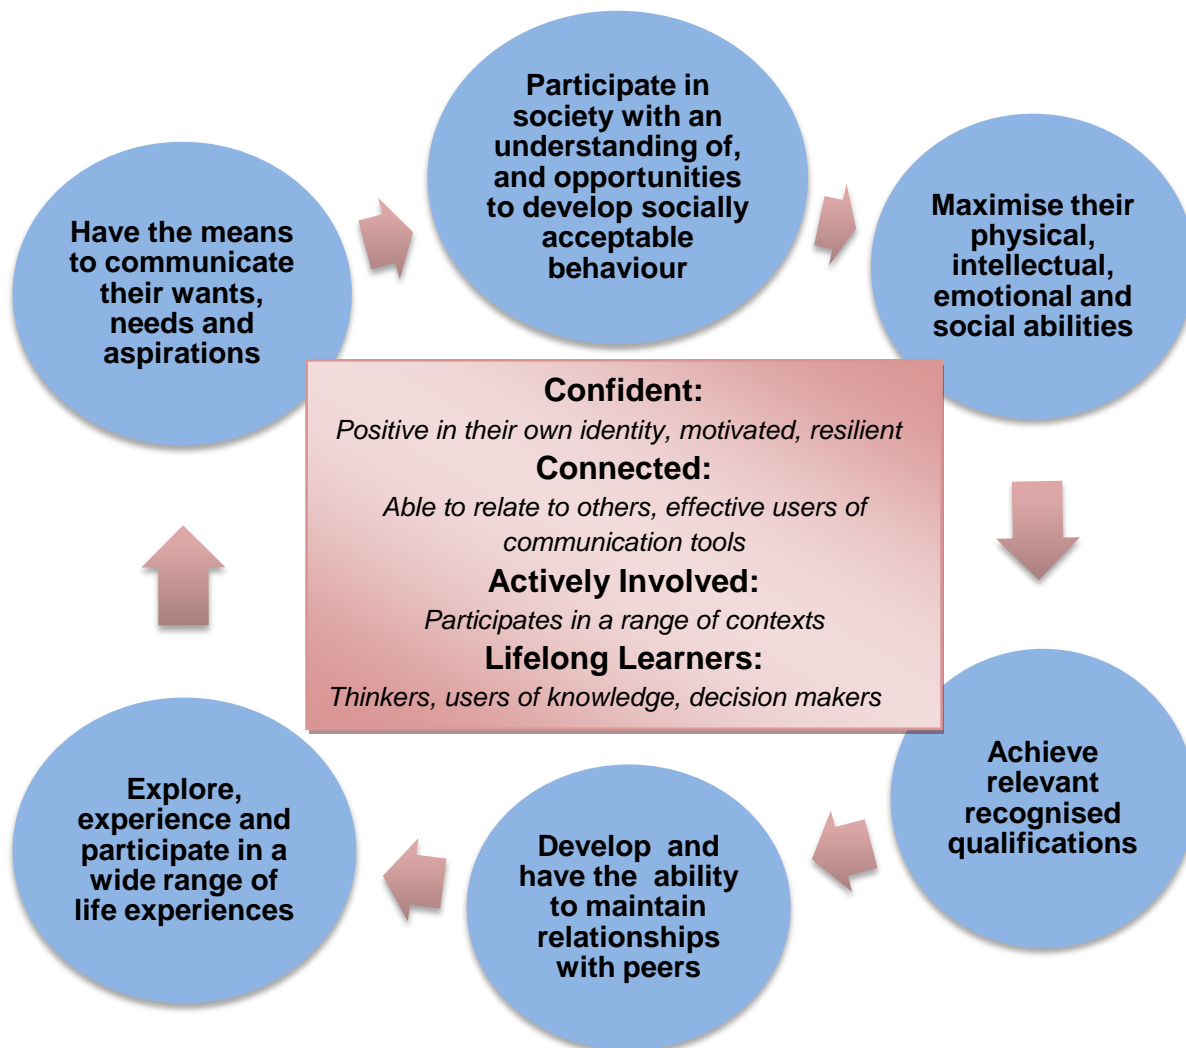 Participate in
society with an
understanding of,
and opportunities
to develop socially
acceptable
behaviour
Maximise their
physical,
intellectual,
emotional and
social abilities
Achieve
relevant
recognised
qualifications
Develop and
have the ability
to maintain
relationships
with peers
Explore,
experience and
participate in a
wide range of
life experiences
Have the means
to communicate
their wants,
needs and
aspirations
Confident:
Positive in their own identity, motivated, resilient
Connected:
Able to relate to others, effective users of
communication tools
Actively Involved:
Participates in a range of contexts
Lifelong Learners:
Thinkers, users of knowledge, decision makers